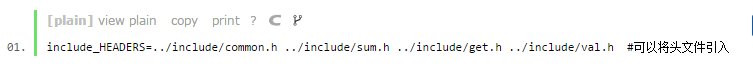 [plain] view plain copy print ?
01. include_HEADERS=../include/common.h ../include/sum.h ../include/get.h ../include/val.h #可以将头文件引入